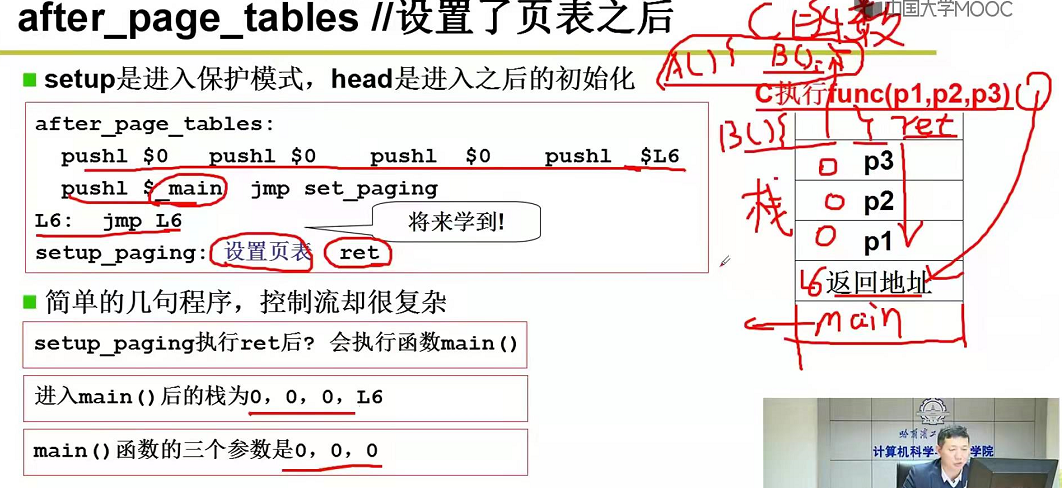 after_page_tables //设置了页表之后
中国大学MOOC
C函数
setup是进入保护模式，head是进入之后的初始化
A(){ B();
C执行func(p1,p2,p3)
after_page_tables:
pushl $0 pushl $0 pushl $0 pushl $L6
pushl $_main jmp set_paging
L6: jmp L6
将来学到!
setup_paging: 设置页表 ret
B(){
} ret
栈
0 p3
0 p2
0 p1
L6 返回地址
main
简单的几句程序，控制流却很复杂
setup_paging执行ret后? 会执行函数main()
进入main()后的栈为0, 0, 0, L6
main()函数的三个参数是0, 0, 0
计算机科学
学院